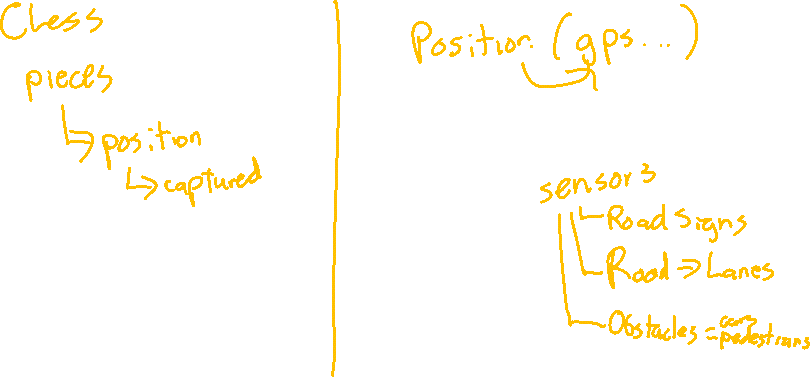 Chess
pieces
position
captured
Position (gps...)
sensors
Road Signs
Road => Lanes
Obstacles = cars
pedestrians